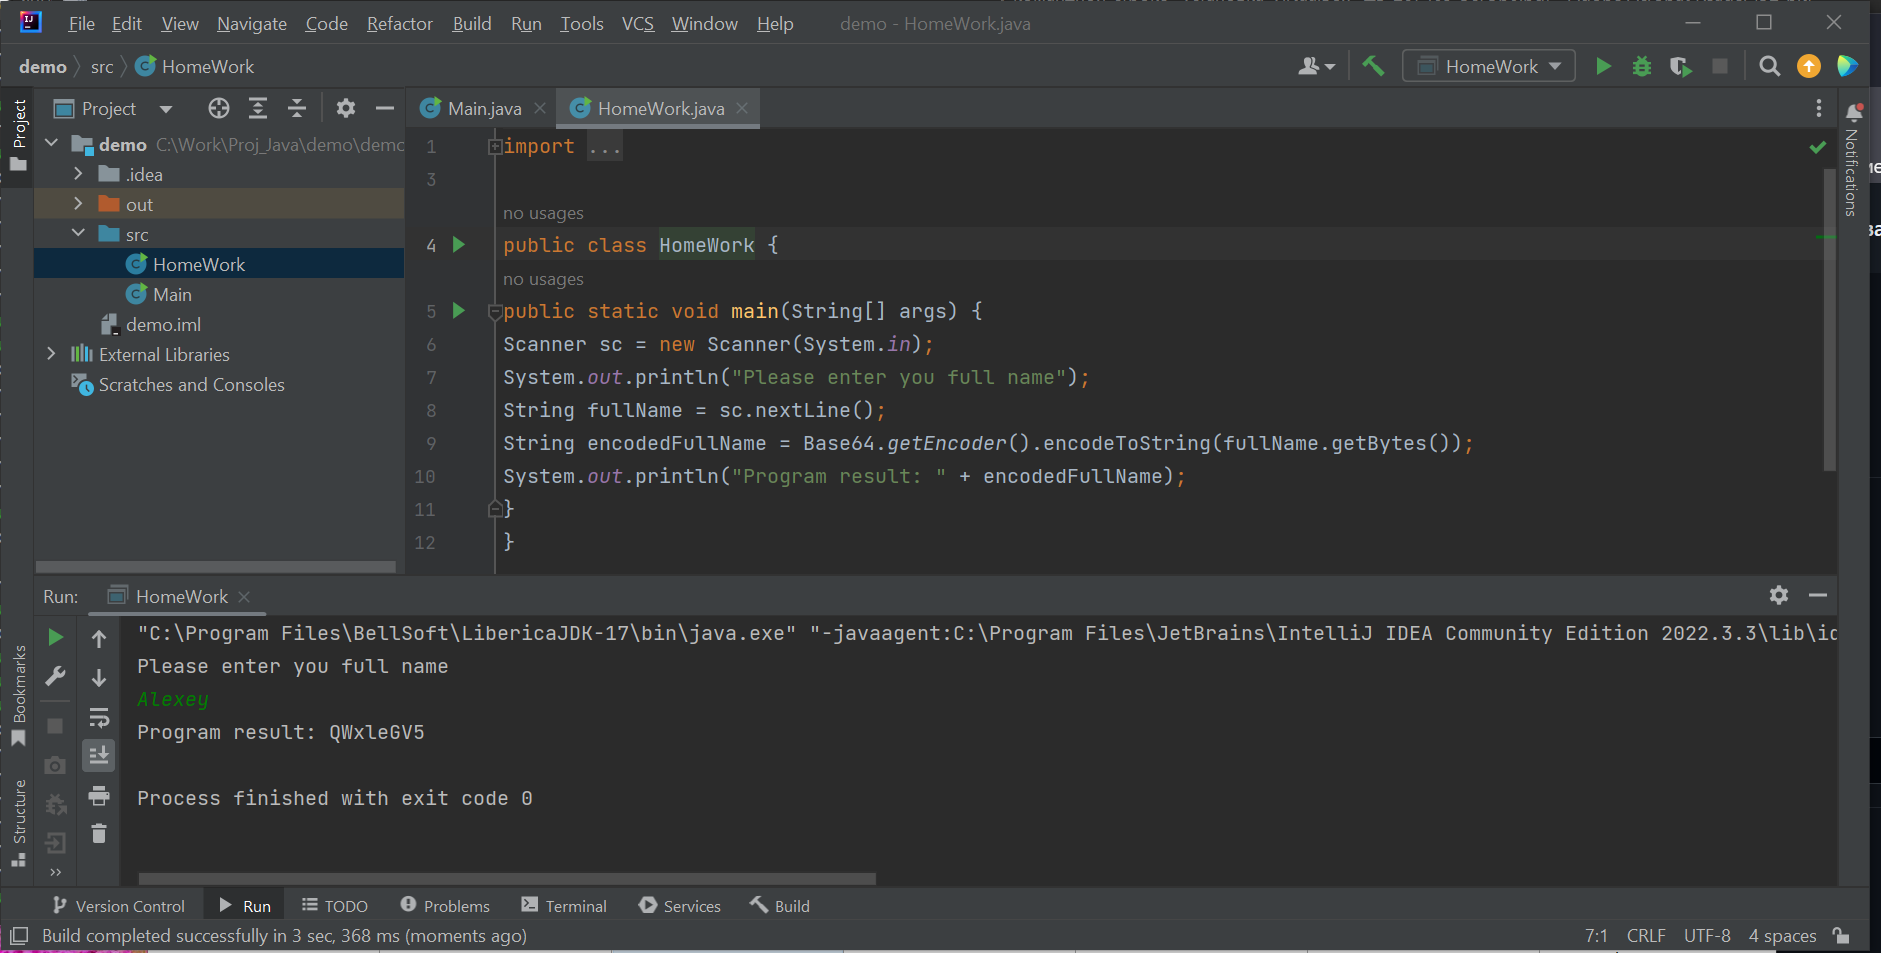 File Edit View Navigate Code Refactor Build Run Tools VCS Window Help demo - HomeWork.java
demo src HomeWork HomeWork
Project Project Main.java HomeWork.java
demo C:\Work\Proj_Java\demo\demo
.idea
out
src
HomeWork
Main
demo.iml
External Libraries
Scratches and Consoles
1 import ...
3
no usages
4 public class HomeWork {
no usages
5 public static void main(String[] args) {
6 Scanner sc = new Scanner(System.in);
7 System.out.println("Please enter you full name");
8 String fullName = sc.nextLine();
9 String encodedFullName = Base64.getEncoder().encodeToString(fullName.getBytes());
10 System.out.println("Program result: " + encodedFullName);
11 }
12 }
Notifications
Run: HomeWork
"C:\Program Files\BellSoft\LibericaJDK-17\bin\java.exe" "-javaagent:C:\Program Files\JetBrains\IntelliJ IDEA Community Edition 2022.3.3\lib\id
Please enter you full name
Alexey
Program result: QWxleGV5
Process finished with exit code 0
Bookmarks
Structure
Version Control Run TODO Problems Terminal Services Build
Build completed successfully in 3 sec, 368 ms (moments ago) 7:1 CRLF UTF-8 4 spaces